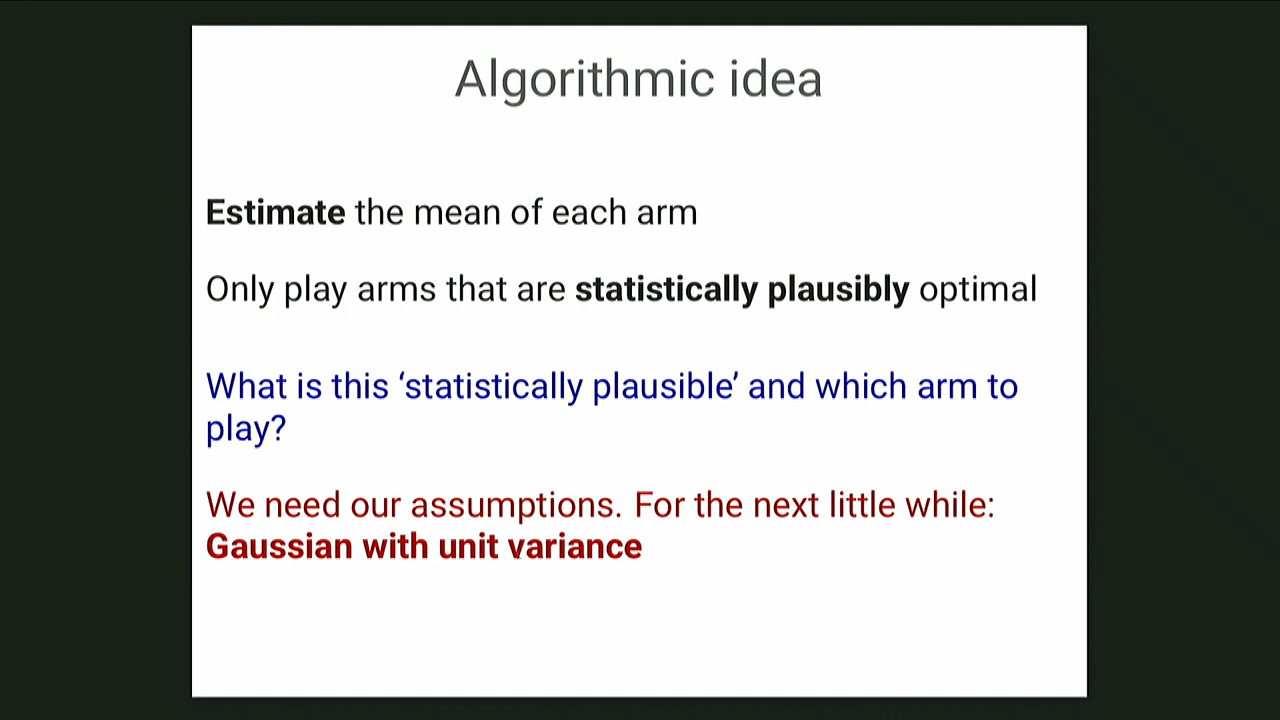 Algorithmic idea
Estimate the mean of each arm
Only play arms that are statistically plausibly optimal
What is this ‘statistically plausible’ and which arm to
play?
We need our assumptions. For the next little while:
Gaussian with unit variance